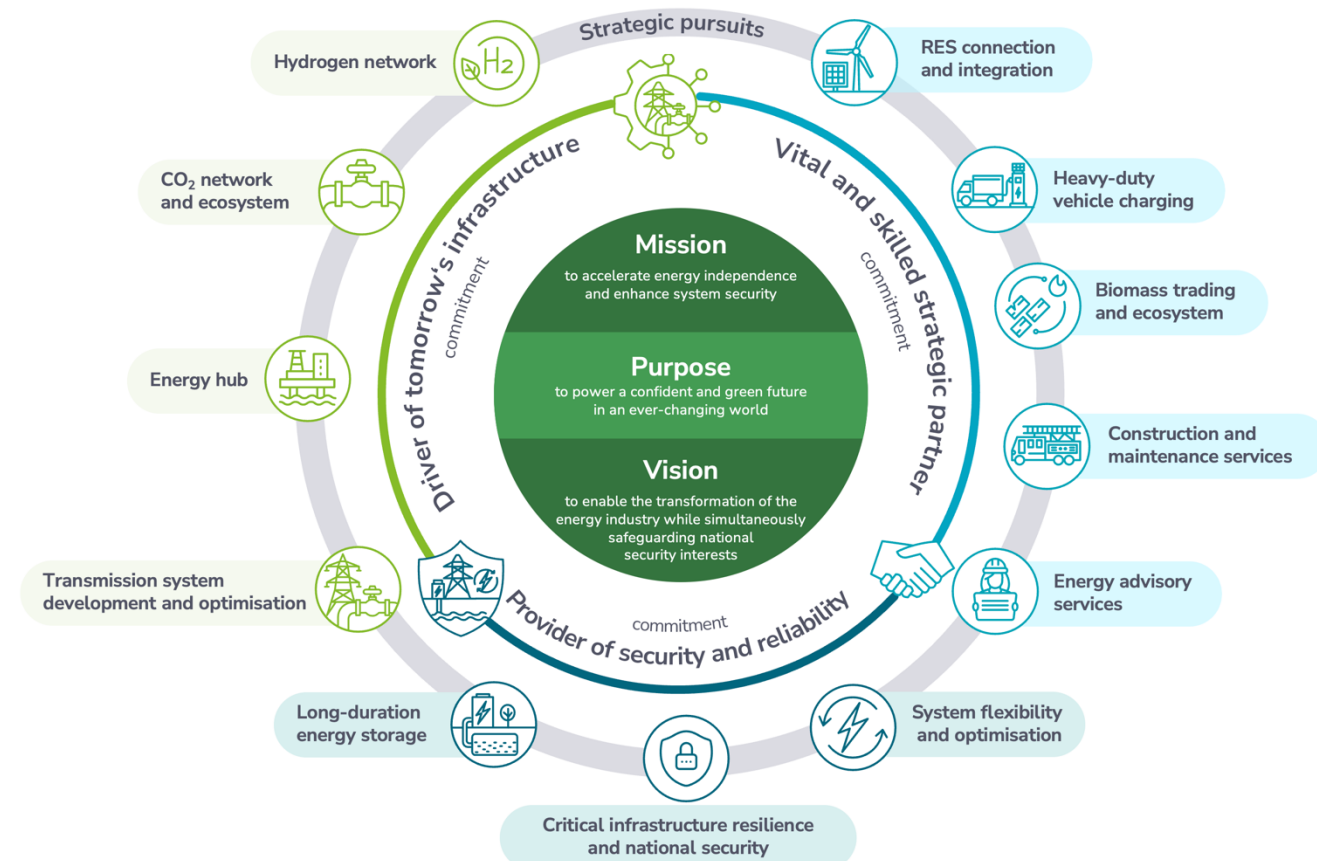 Strategic pursuits
Hydrogen network
H2
CO₂ network
and ecosystem
Energy hub
Transmission system
development and optimisation
Driver of tomorrow's infrastructure
commitment
RES connection
and integration
Heavy-duty
vehicle charging
Biomass trading
and ecosystem
Construction and
maintenance services
Energy advisory
services
Vital and skilled strategic partner
commitment
Mission
to accelerate energy independence
and enhance system security
Purpose
to power a confident and green future
in an ever-changing world
Vision
to enable the transformation of the
energy industry while simultaneously
safeguarding national
security interests
commitment
Provider of security and reliability
Long-duration
energy storage
Critical infrastructure resilience
and national security
System flexibility
and optimisation